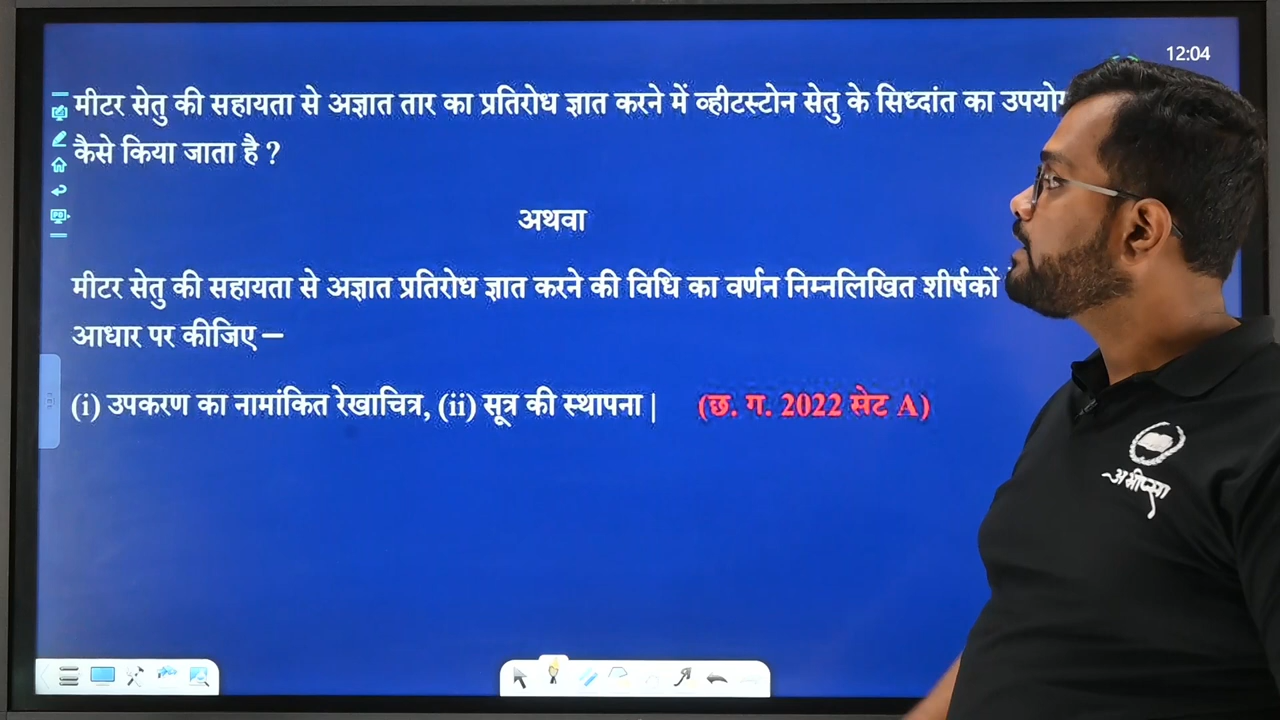 12:04
मीटर सेतु की सहायता से अज्ञात तार का प्रतिरोध ज्ञात करने में व्हीटस्टोन सेतु के सिध्दांत का
कैसे किया जाता है ?
अथवा
मीटर सेतु की सहायता से अज्ञात प्रतिरोध ज्ञात करने की विधि का वर्णन निम्नलिखित शीर्षकों
आधार पर कीजिए –
(i) उपकरण का नामांकित रेखाचित्र, (ii) सूत्र की स्थापना | (छ. ग. 2022 सेट A)
अभीप्सा